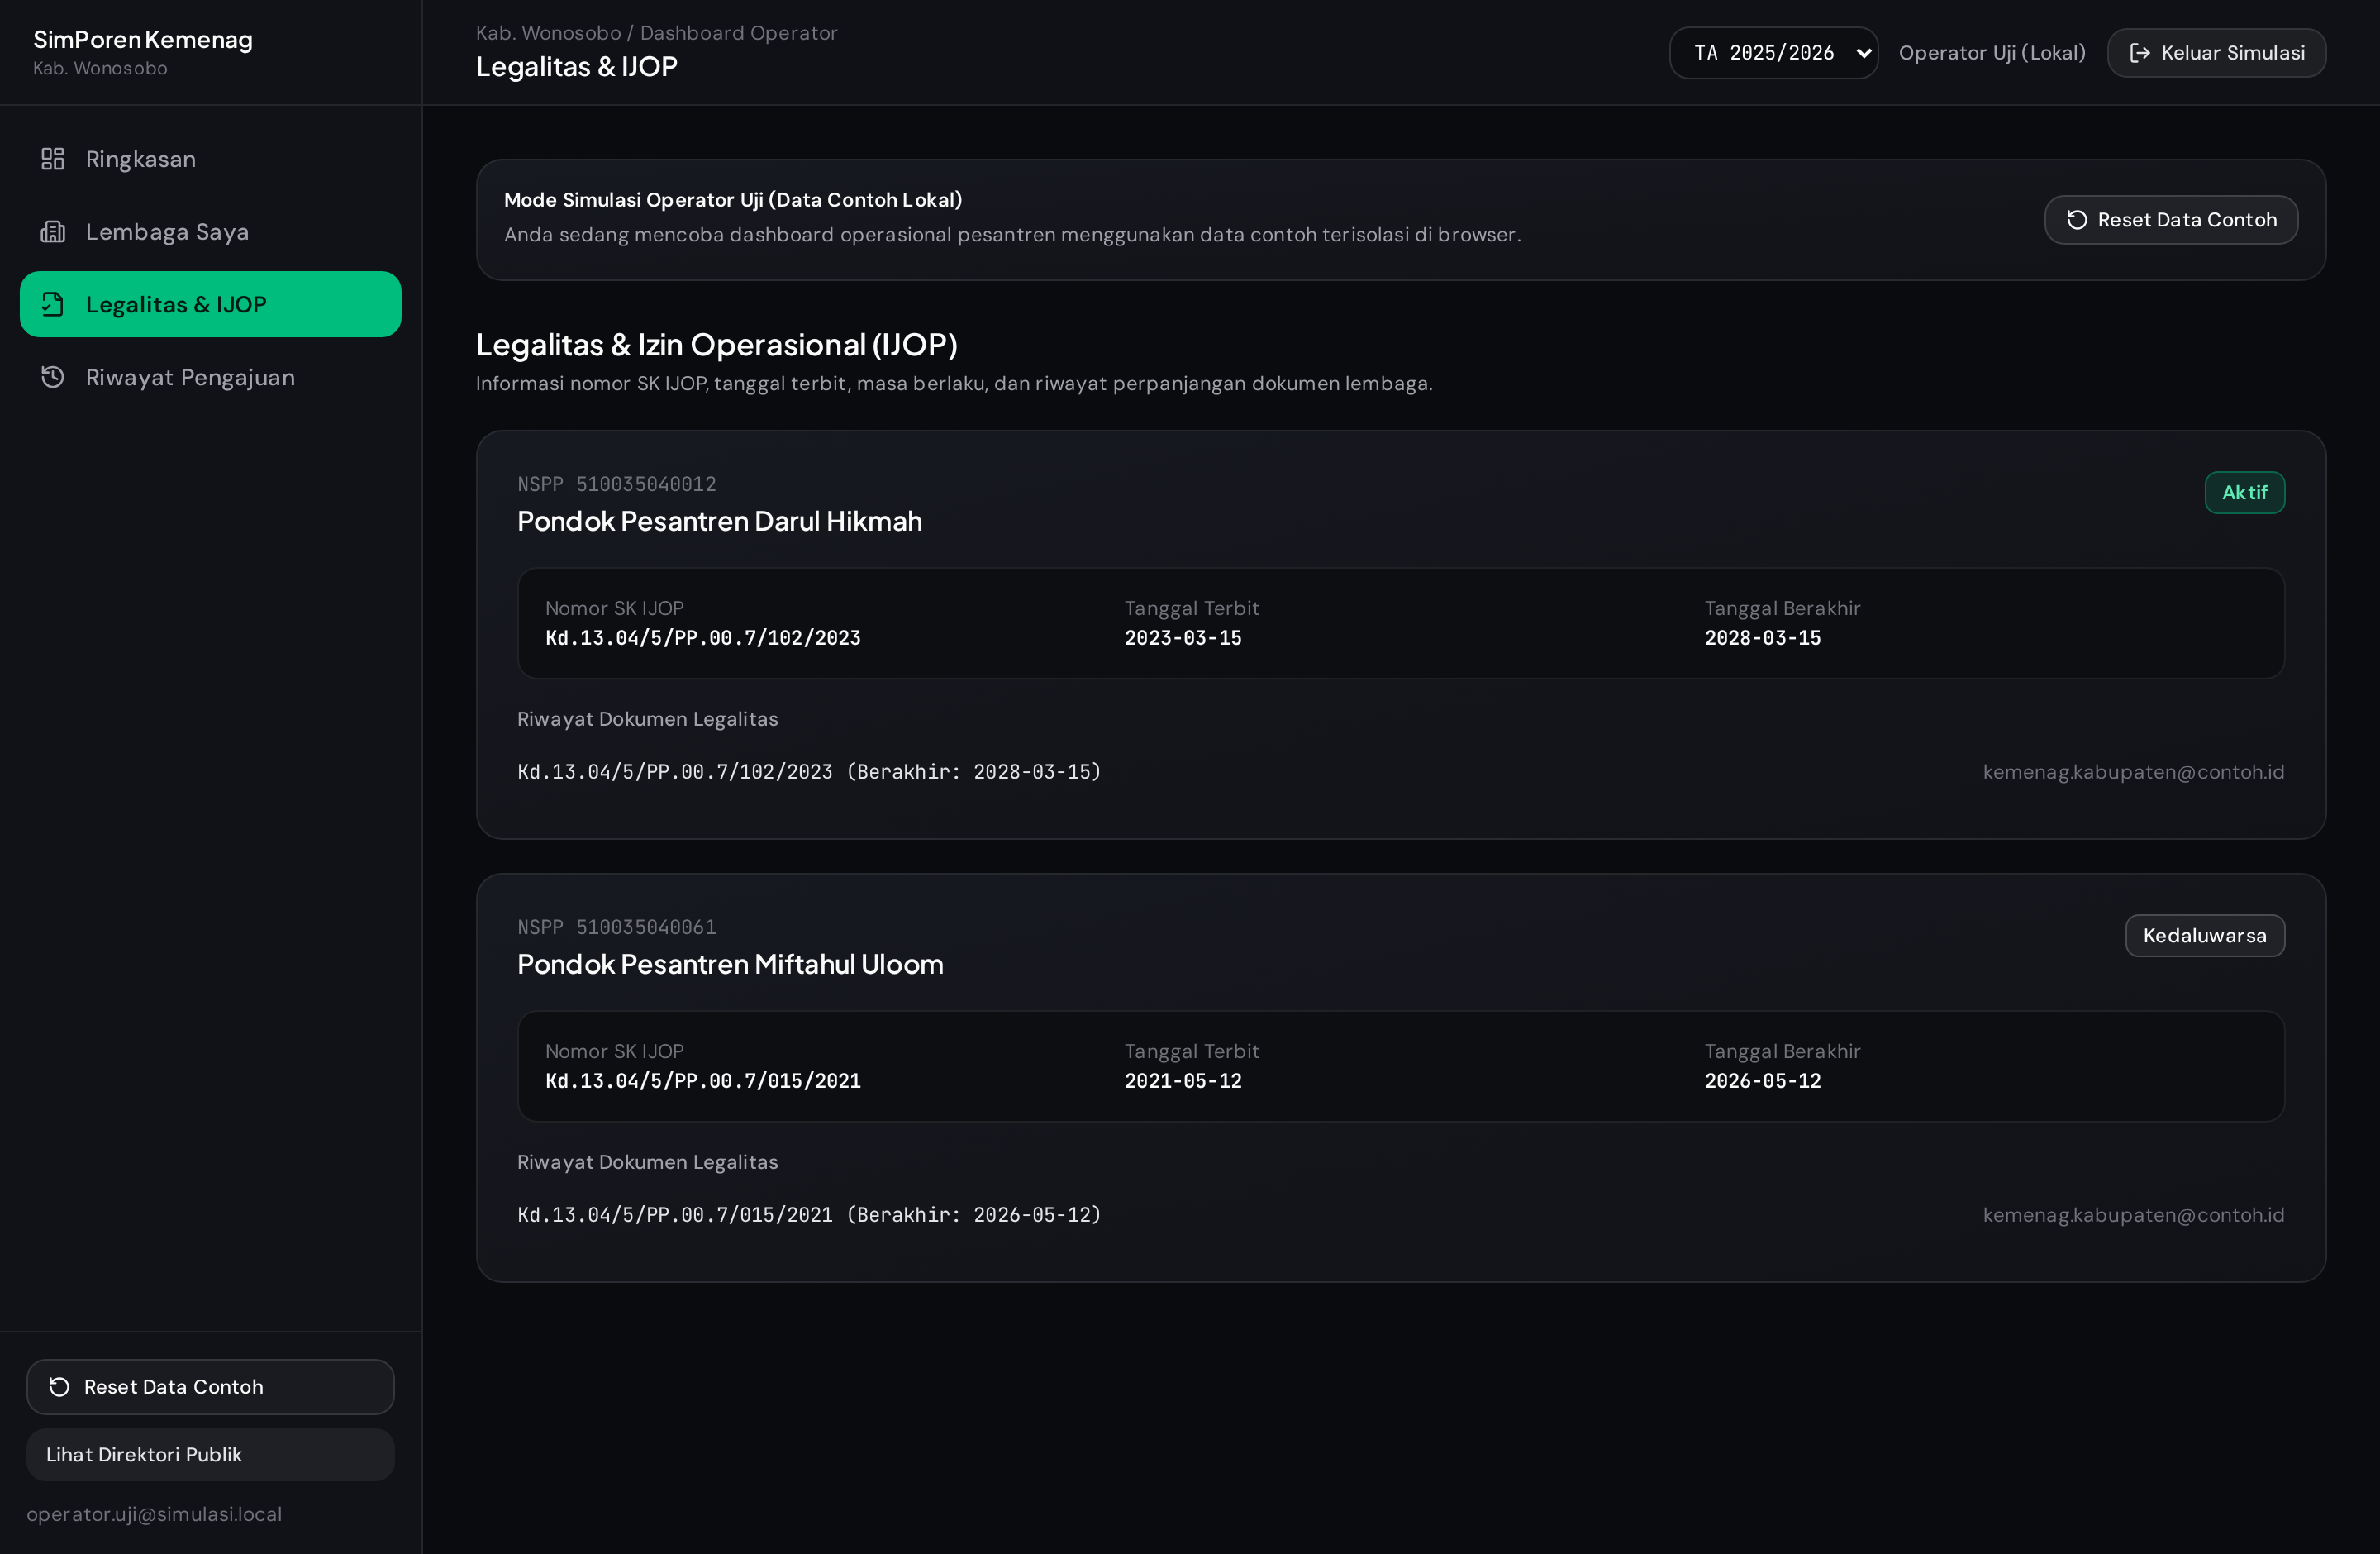 SimPoren Kemenag
Kab. Wonosobo
Ringkasan
Lembaga Saya
Legalitas & IJOP
Riwayat Pengajuan
Reset Data Contoh
Lihat Direktori Publik
operator.uji@simulasi.local
Kab. Wonosobo / Dashboard Operator
Legalitas & IJOP
TA 2025/2026
Operator Uji (Lokal)
Keluar Simulasi
Mode Simulasi Operator Uji (Data Contoh Lokal)
Anda sedang mencoba dashboard operasional pesantren menggunakan data contoh terisolasi di browser.
Reset Data Contoh
Legalitas & Izin Operasional (IJOP)
Informasi nomor SK IJOP, tanggal terbit, masa berlaku, dan riwayat perpanjangan dokumen lembaga.
NSPP 510035040012
Pondok Pesantren Darul Hikmah
Aktif
Nomor SK IJOP
Kd.13.04/5/PP.00.7/102/2023
Tanggal Terbit
2023-03-15
Tanggal Berakhir
2028-03-15
Riwayat Dokumen Legalitas
Kd.13.04/5/PP.00.7/102/2023 (Berakhir: 2028-03-15)
kemenag.kabupaten@contoh.id
NSPP 510035040061
Pondok Pesantren Miftahul Uloom
Kedaluwarsa
Nomor SK IJOP
Kd.13.04/5/PP.00.7/015/2021
Tanggal Terbit
2021-05-12
Tanggal Berakhir
2026-05-12
Riwayat Dokumen Legalitas
Kd.13.04/5/PP.00.7/015/2021 (Berakhir: 2026-05-12)
kemenag.kabupaten@contoh.id